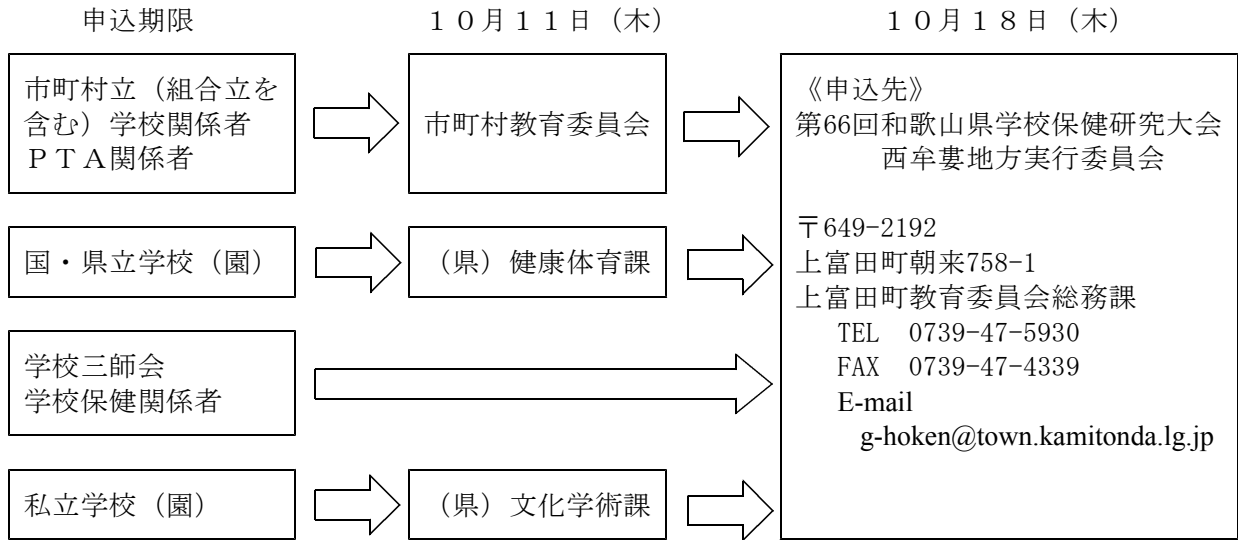 申込期限 １０月１１日（木） １０月１８日（木）
市町村立（組合立を
含む）学校関係者
ＰＴＡ関係者
市町村教育委員会
《申込先》
第66回和歌山県学校保健研究大会
西牟婁地方実行委員会
〒649-2192
上富田町朝来758-1
上富田町教育委員会総務課
TEL 0739-47-5930
FAX 0739-47-4339
E-mail
g-hoken@town.kamitonda.lg.jp
国・県立学校（園）
（県）健康体育課
学校三師会
学校保健関係者
私立学校（園）
（県）文化学術課